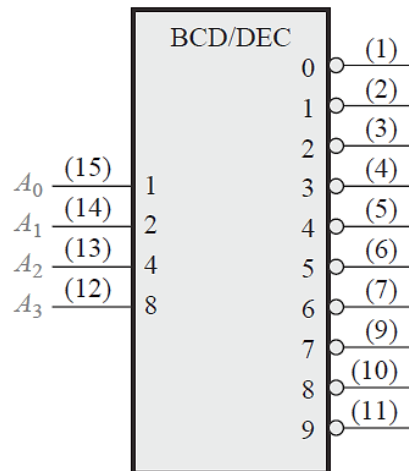 BCD/DEC
0 (1)
1 (2)
2 (3)
A0 (15) 1 3 (4)
A1 (14) 2 4 (5)
A2 (13) 4 5 (6)
A3 (12) 8 6 (7)
7 (9)
8 (10)
9 (11)